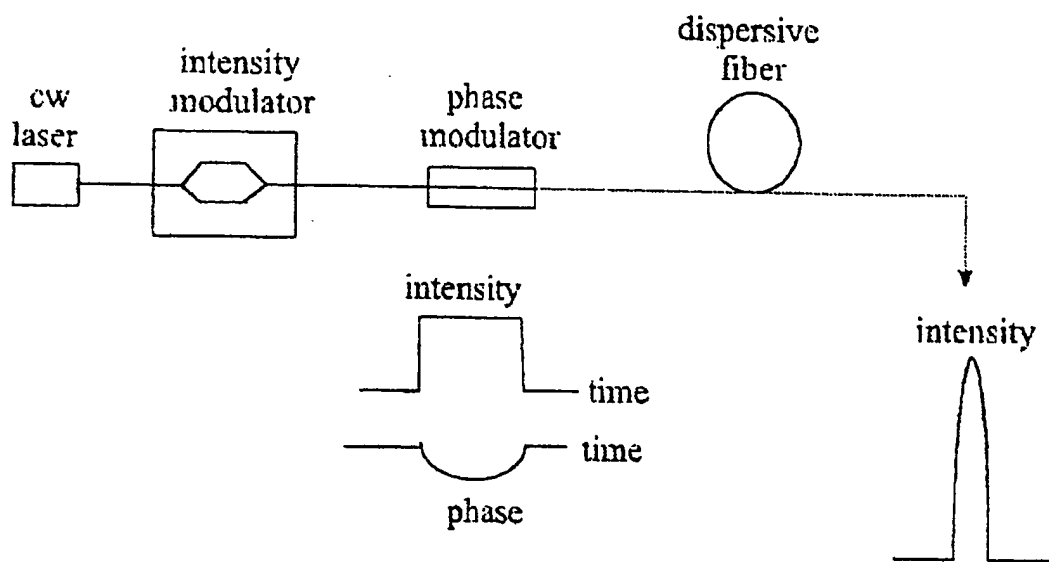 dispersive
fiber
intensity
modulator
cw
laser
phase
modulator
intensity
time
time
phase
intensity